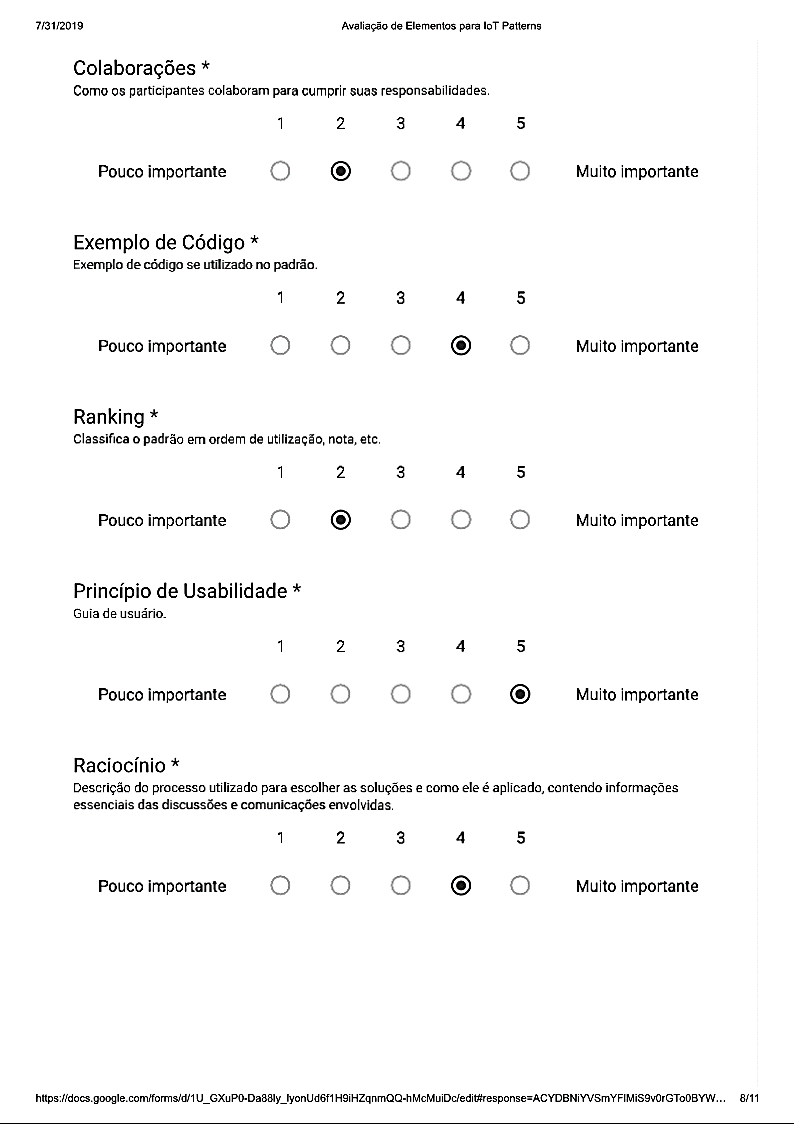 7/31/2019 Avaliação de Elementos para IoT Patterns
Colaborações *
Como os participantes colaboram para cumprir suas responsabilidades.
1 2 3 4 5
Pouco importante Muito importante
Exemplo de Código *
Exemplo de código se utilizado no padrão.
1 2 3 4 5
Pouco importante Muito importante
Ranking *
Classifica o padrão em ordem de utilização, nota, etc.
1 2 3 4 5
Pouco importante Muito importante
Princípio de Usabilidade *
Guia de usuário.
1 2 3 4 5
Pouco importante Muito importante
Raciocínio *
Descrição do processo utilizado para escolher as soluções e como ele é aplicado, contendo informações
essenciais das discussões e comunicações envolvidas.
1 2 3 4 5
Pouco importante Muito importante
https://docs.google.com/forms/d/1U_GXuP0-Da88ly_lyonUd6f1H9iHZqnmQQ-hMcMuiDc/edit#response=ACYDBNiYVSmYFlMiS9v0rGTo0BYW... 8/11